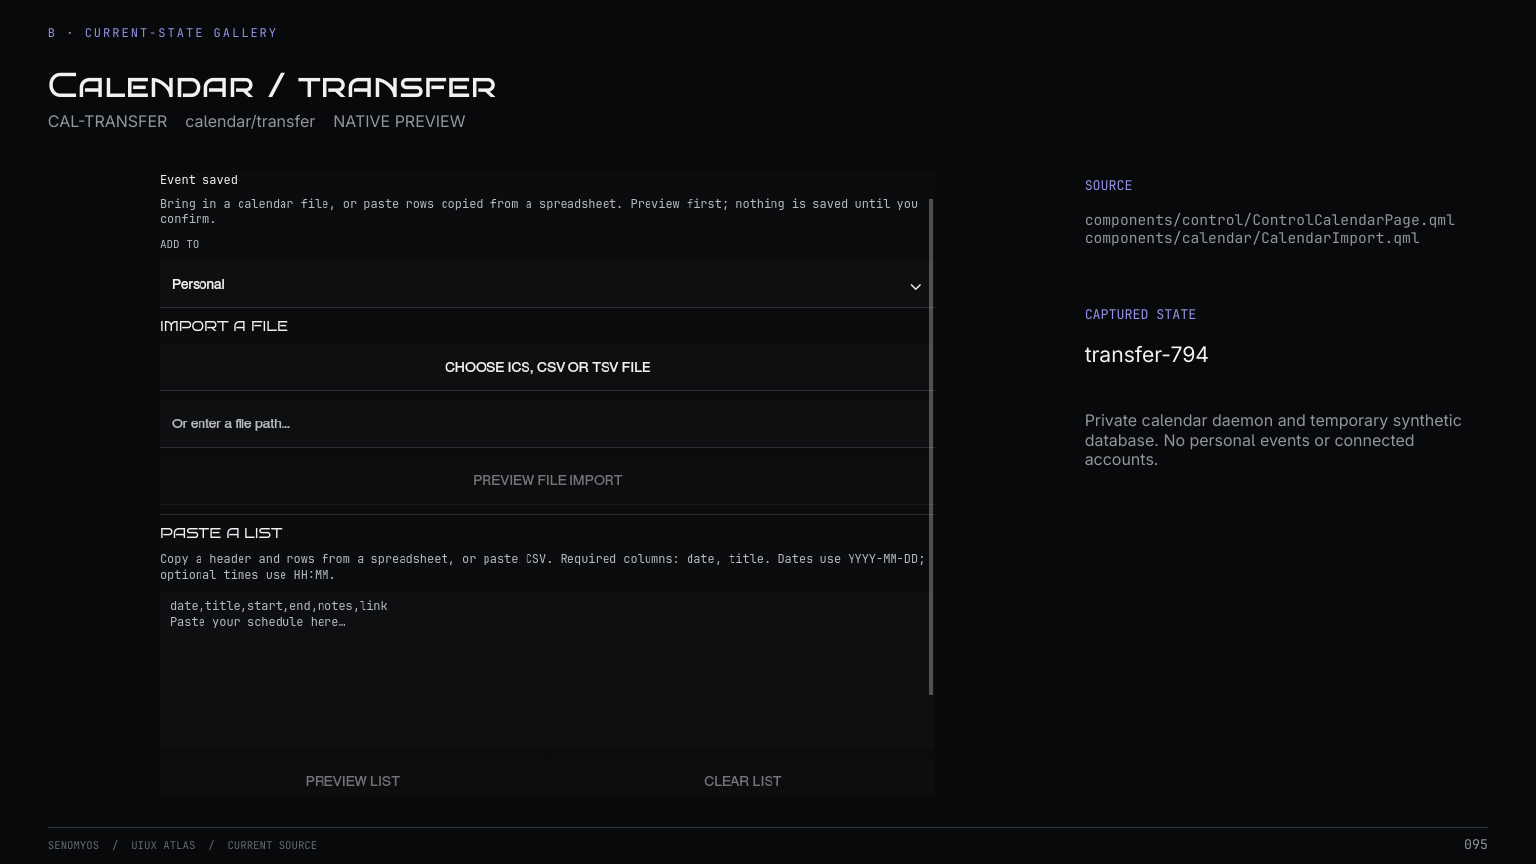 B · CURRENT-STATE GALLERY
CALENDAR / TRANSFER
CAL-TRANSFER calendar/transfer NATIVE PREVIEW
Event saved
Bring in a calendar file, or paste rows copied from a spreadsheet. Preview first; nothing is saved until you
confirm.
ADD TO
Personal
IMPORT A FILE
CHOOSE ICS, CSV OR TSV FILE
Or enter a file path…
PREVIEW FILE IMPORT
PASTE A LIST
Copy a header and rows from a spreadsheet, or paste CSV. Required columns: date, title. Dates use YYYY-MM-DD;
optional times use HH:MM.
date,title,start,end,notes,link
Paste your schedule here…
PREVIEW LIST CLEAR LIST
SOURCE
components/control/ControlCalendarPage.qml
components/calendar/CalendarImport.qml
CAPTURED STATE
transfer-794
Private calendar daemon and temporary synthetic
database. No personal events or connected
accounts.
SENOMYOS / UIUX ATLAS / CURRENT SOURCE
095